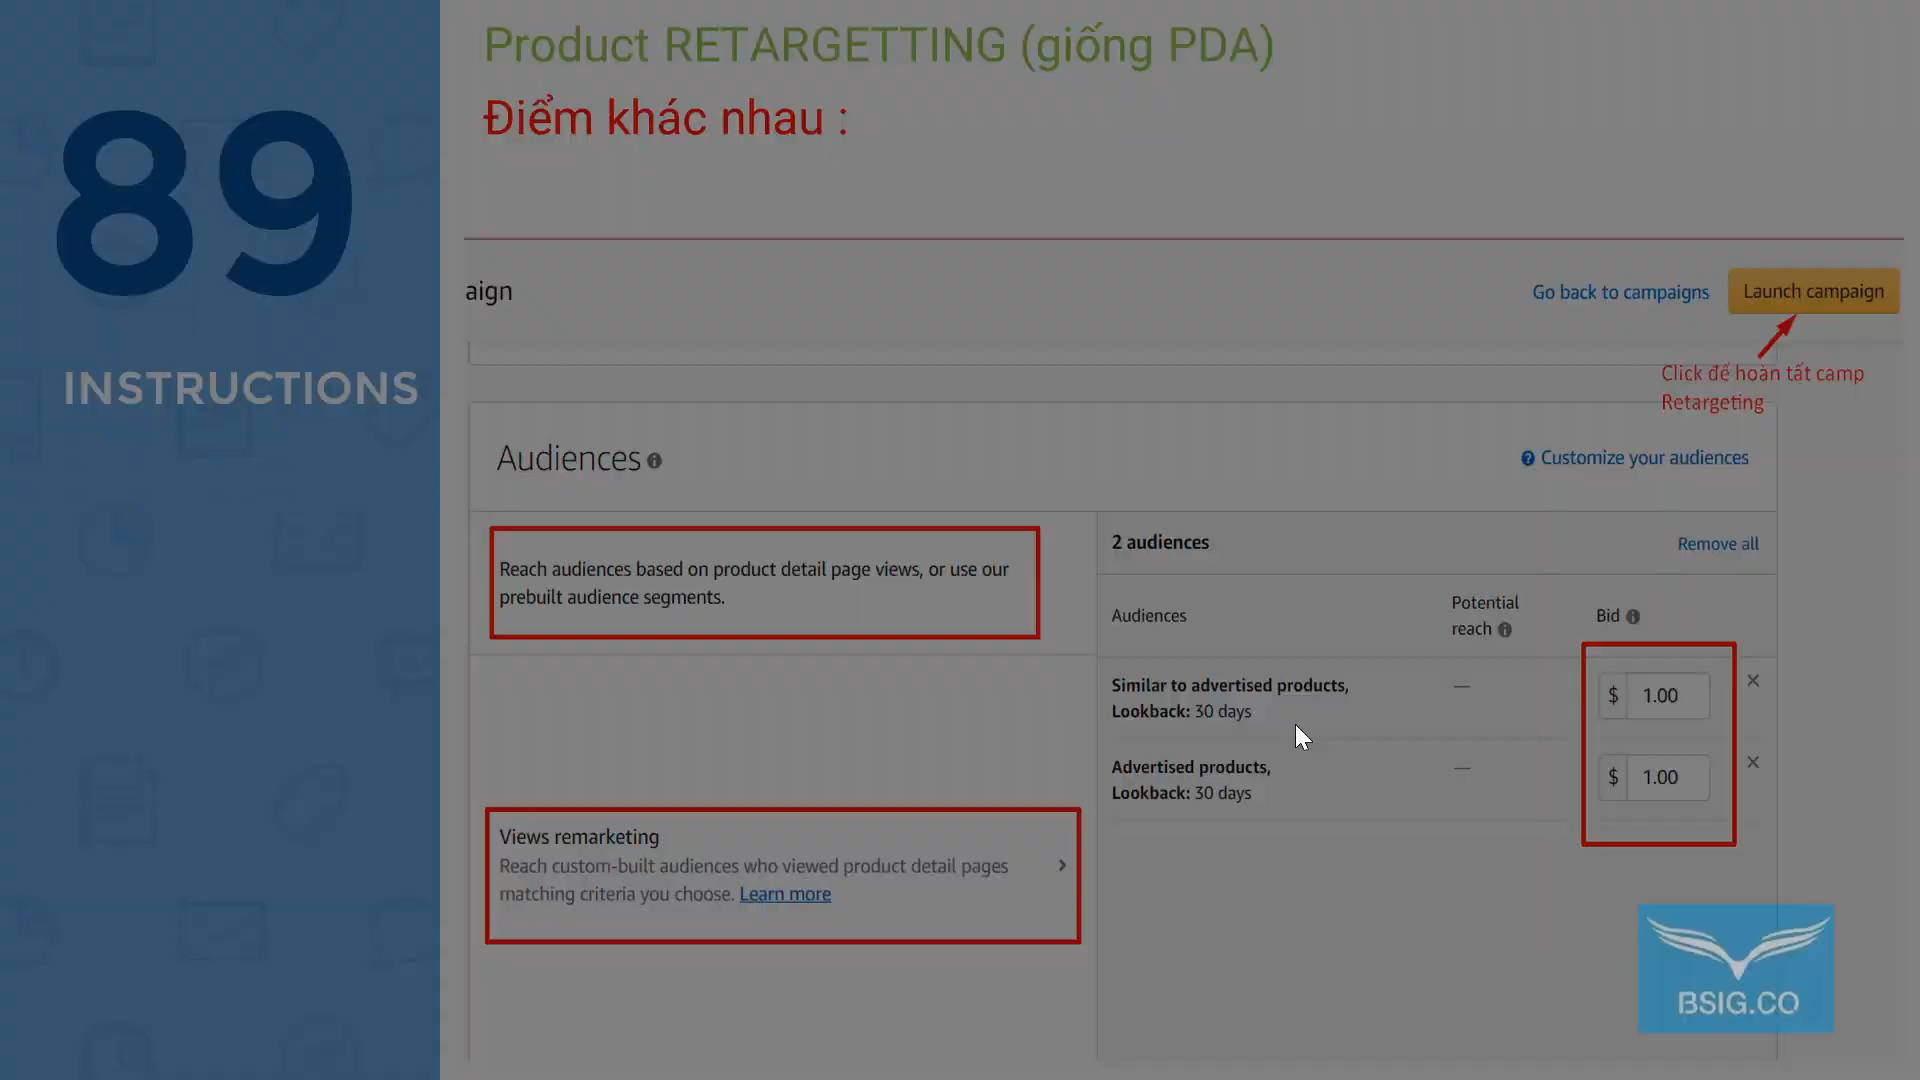 89
INSTRUCTIONS
Product RETARGETTING (giống PDA)
Điểm khác nhau :
aign
Go back to campaigns
Launch campaign
Click để hoàn tất camp
Retargeting
Audiences
Customize your audiences
Reach audiences based on product detail page views, or use our
prebuilt audience segments.
2 audiences
Remove all
Audiences
Potential
reach
Bid
Similar to advertised products,
Lookback: 30 days
—
$ 1.00
Advertised products,
Lookback: 30 days
—
$ 1.00
Views remarketing
Reach custom-built audiences who viewed product detail pages
matching criteria you choose. Learn more
BSIG.CO